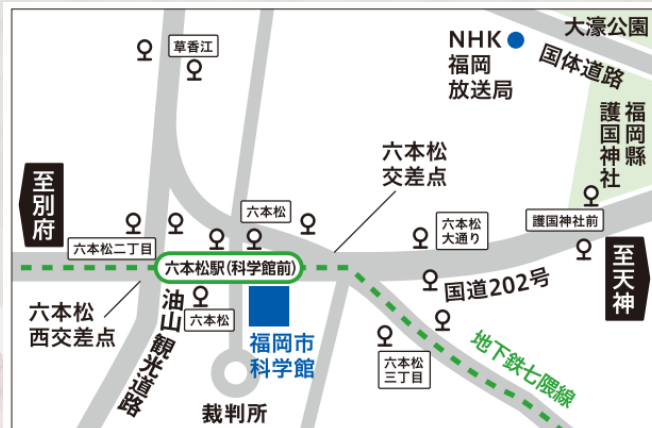 大濠公園
NHK
福岡
放送局
国体道路
草香江
福岡縣
護国神社
六本松
交差点
至別府
六本松
六本松二丁目
六本松
大通り
護国神社前
至天神
六本松駅(科学館前)
国道202号
六本松
西交差点
油山観光道路
六本松
福岡市
科学館
六本松
三丁目
地下鉄七隈線
裁判所